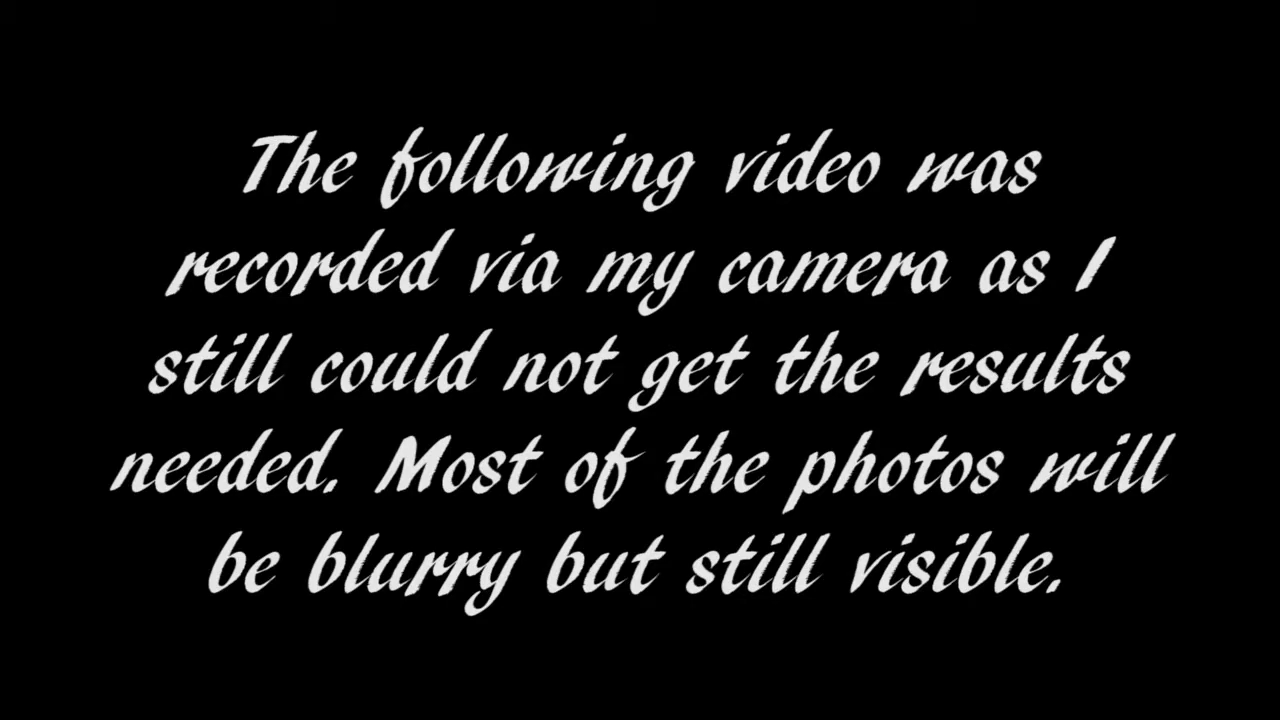 The following video was
recorded via my camera as I
still could not get the results
needed. Most of the photos will
be blurry but still visible.